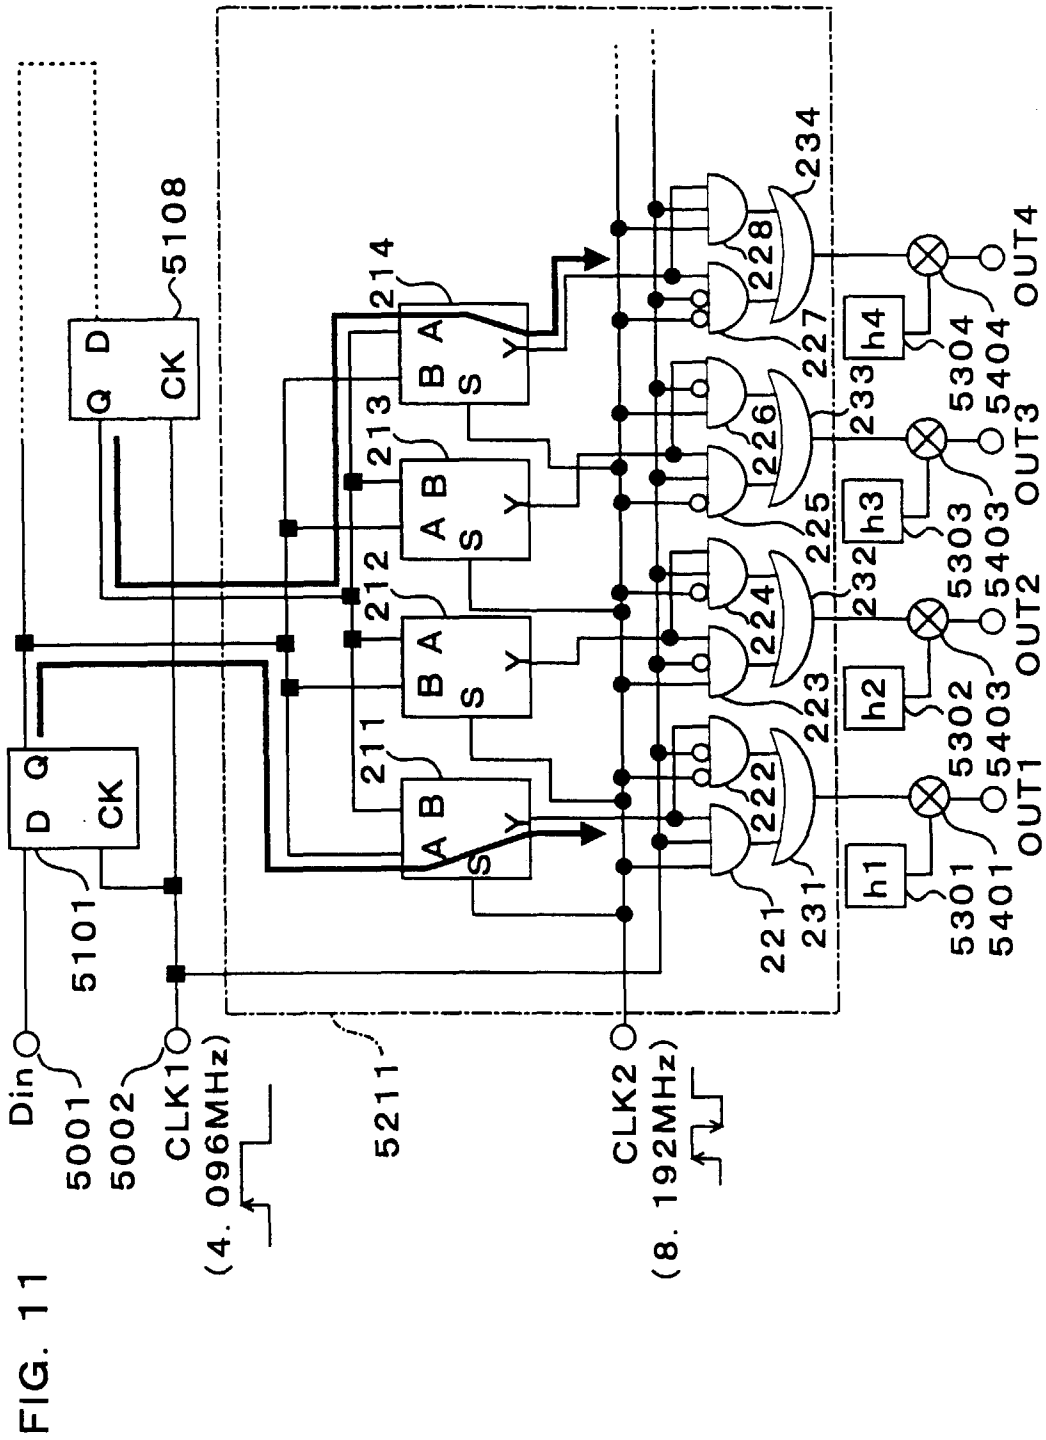 FIG. 11
Din
5001
5002
CLK1
(4. 096MHz)
D
Q
CK
5101
Q
D
CK
5108
5211
CLK2
(8. 192MHz)
A
B
S
Y
211
B
A
S
Y
212
A
B
S
Y
213
B
A
S
Y
214
221
222
223
224
225
226
227
228
231
232
233
234
h1
h2
h3
h4
5301
5401
5302
5403
5303
5403
5304
5404
OUT1
OUT2
OUT3
OUT4